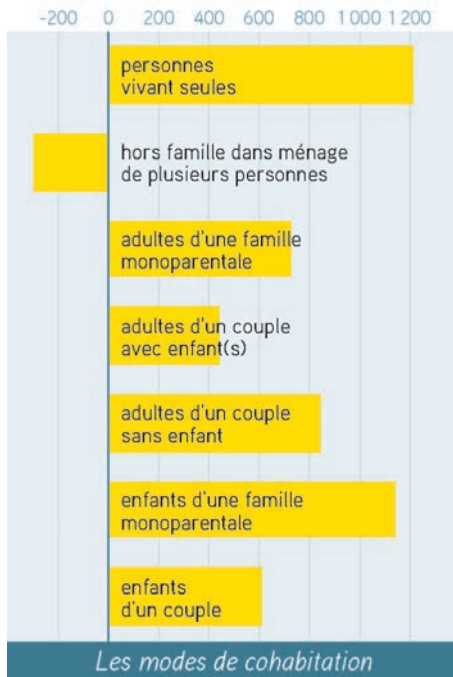 -200 0 200 400 600 800 1 000 1 200
personnes
vivant seules
hors famille dans ménage
de plusieurs personnes
adultes d'une famille
monoparentale
adultes d'un couple
avec enfant(s)
adultes d'un couple
sans enfant
enfants d'une famille
monoparentale
enfants
d'un couple
Les modes de cohabitation